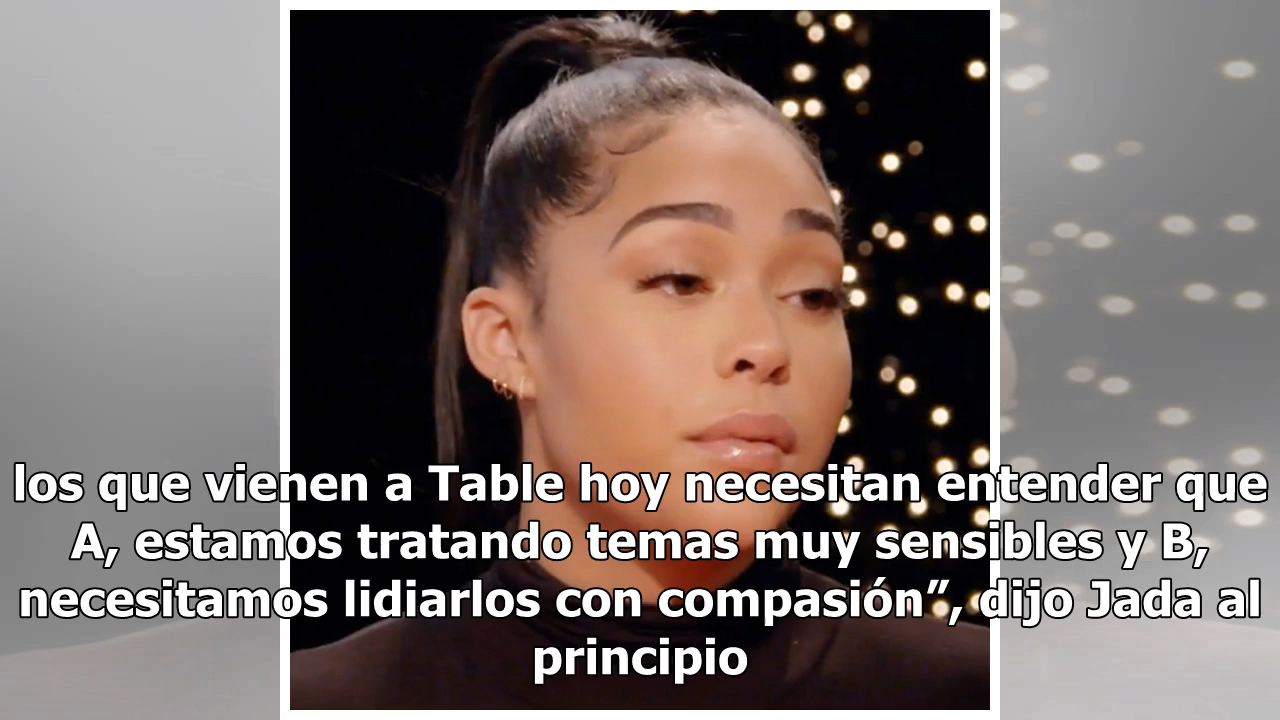 los que vienen a Table hoy necesitan entender que
A, estamos tratando temas muy sensibles y B,
necesitamos lidiarlos con compasión”, dijo Jada al
principio